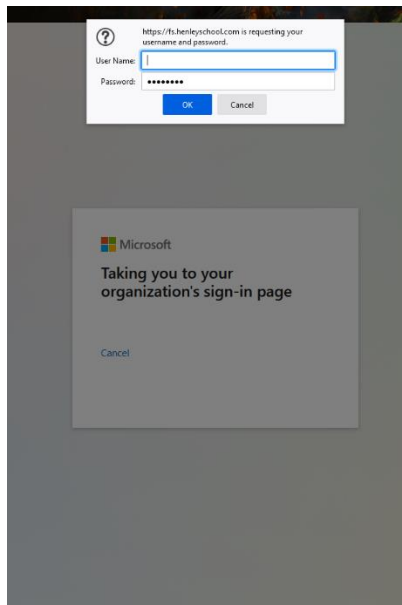 https://fs.henleyschool.com is requesting your
username and password.
User Name:
Password: ••••••••
OK Cancel
Microsoft
Taking you to your
organization's sign-in page
Cancel